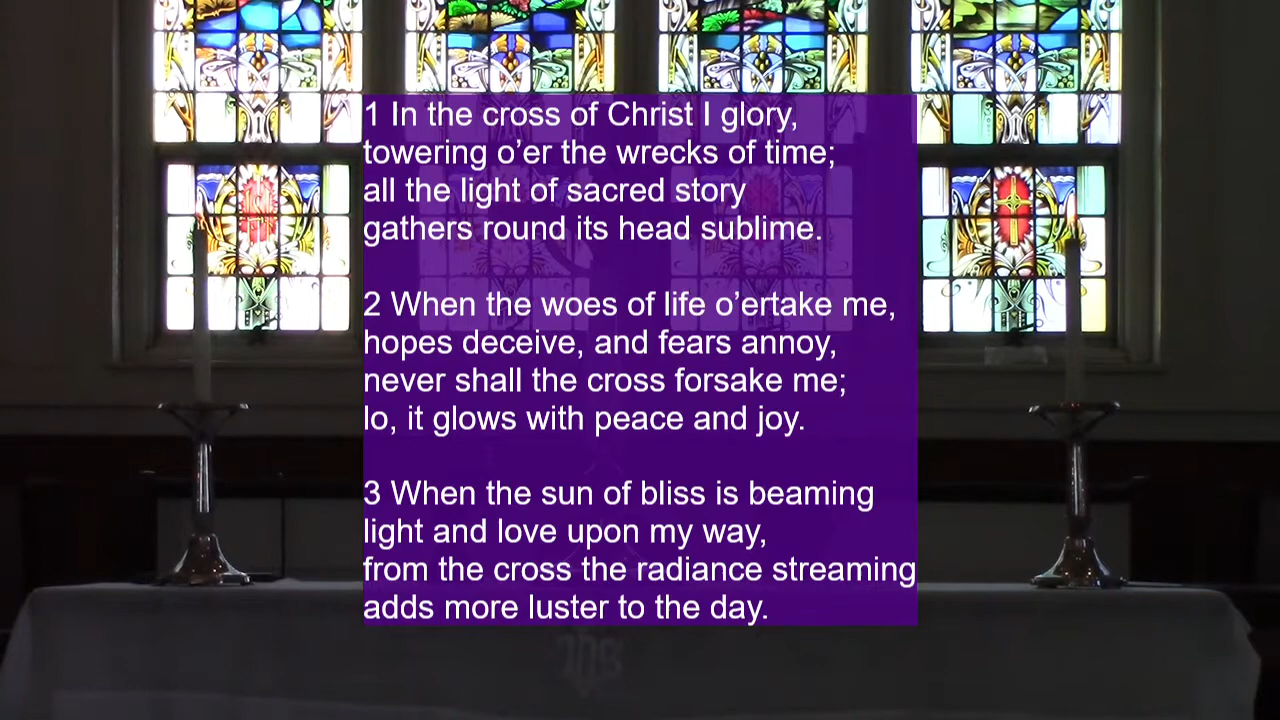 1 In the cross of Christ I glory,
towering o’er the wrecks of time;
all the light of sacred story
gathers round its head sublime.
2 When the woes of life o’ertake me,
hopes deceive, and fears annoy,
never shall the cross forsake me;
lo, it glows with peace and joy.
3 When the sun of bliss is beaming
light and love upon my way,
from the cross the radiance streaming
adds more luster to the day.